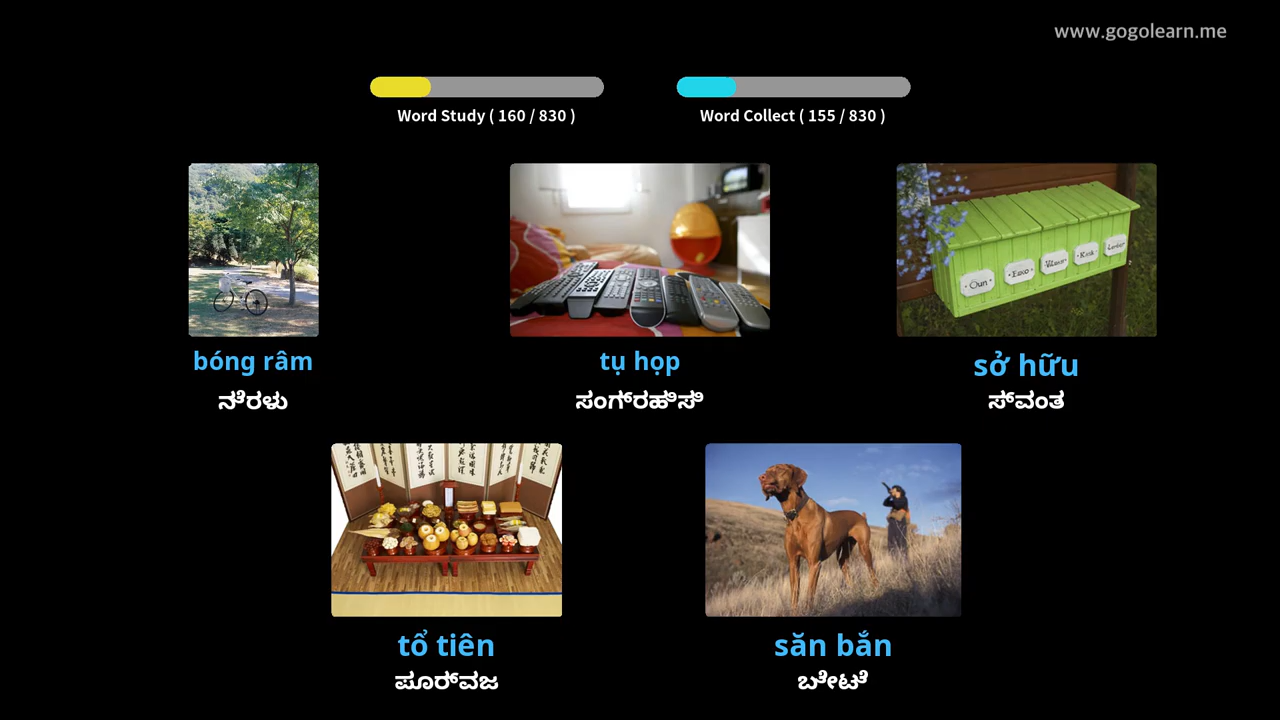 www.gogolearn.me
Word Study ( 160 / 830 )
Word Collect ( 155 / 830 )
bóng râm
ನೆರಳು
tụ họp
ಸಂಗ್ರಹಿಸಿ
sở hữu
ಸ್ವಂತ
tổ tiên
ಪೂರ್ವಜ
săn bắn
ಬೇಟೆ